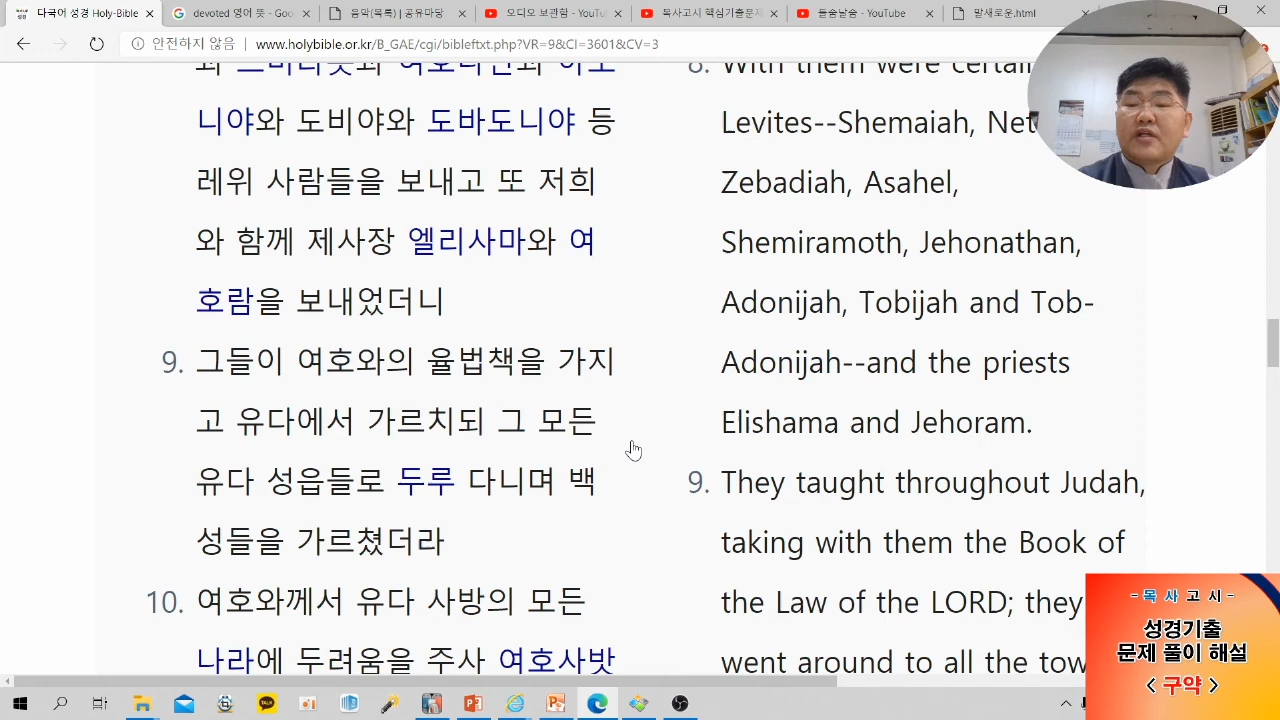 다국어 성경 Holy-Bible
devoted 영어 뜻 - Goo
음악(목록) | 공유마당
오디오 보관함 - YouTu
목사고시 핵심기출문제
들숨날숨 - YouTube
말새로운.html
안전하지 않음 | www.holybible.or.kr/B_GAE/cgi/bibleftxt.php?VR=9&CI=3601&CV=3
니야와 도비야와 도바도니야 등
레위 사람들을 보내고 또 저희
와 함께 제사장 엘리사마와 여
호람을 보내었더니
9. 그들이 여호와의 율법책을 가지
고 유다에서 가르치되 그 모든
유다 성읍들로 두루 다니며 백
성들을 가르쳤더라
10. 여호와께서 유다 사방의 모든
나라에 두려움을 주사 여호사밧
8. With them were certain
Levites--Shemaiah, Net
Zebadiah, Asahel,
Shemiramoth, Jehonathan,
Adonijah, Tobijah and Tob-
Adonijah--and the priests
Elishama and Jehoram.
9. They taught throughout Judah,
taking with them the Book of
the Law of the LORD; they
went around to all the tow
- 목 사 고 시 -
성경기출
문제 풀이 해설
< 구약 >